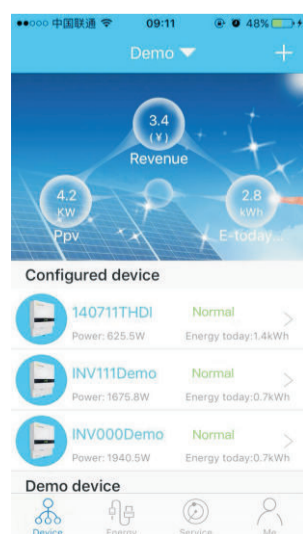 中国联通 09:11 48%
Demo
3.4
(¥)
Revenue
4.2
KW
Ppv
2.8
kWh
E-today
Configured device
140711THDI Normal
Power: 625.5W Energy today:1.4kWh
INV111Demo Normal
Power: 1675.8W Energy today:0.7kWh
INV000Demo Normal
Power: 1940.5W Energy today:0.7kWh
Demo device
Device Energy Service Me